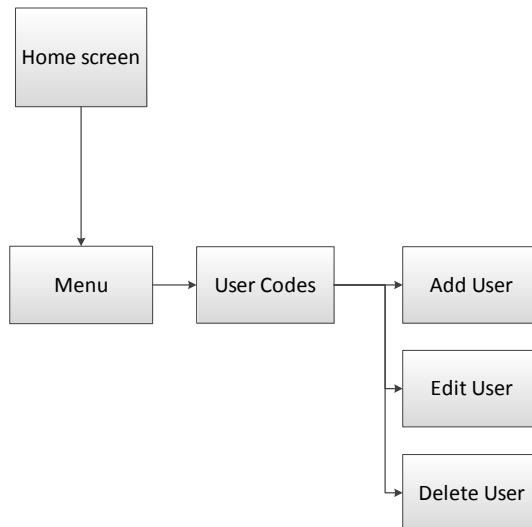 Home screen
Menu
User Codes
Add User
Edit User
Delete User